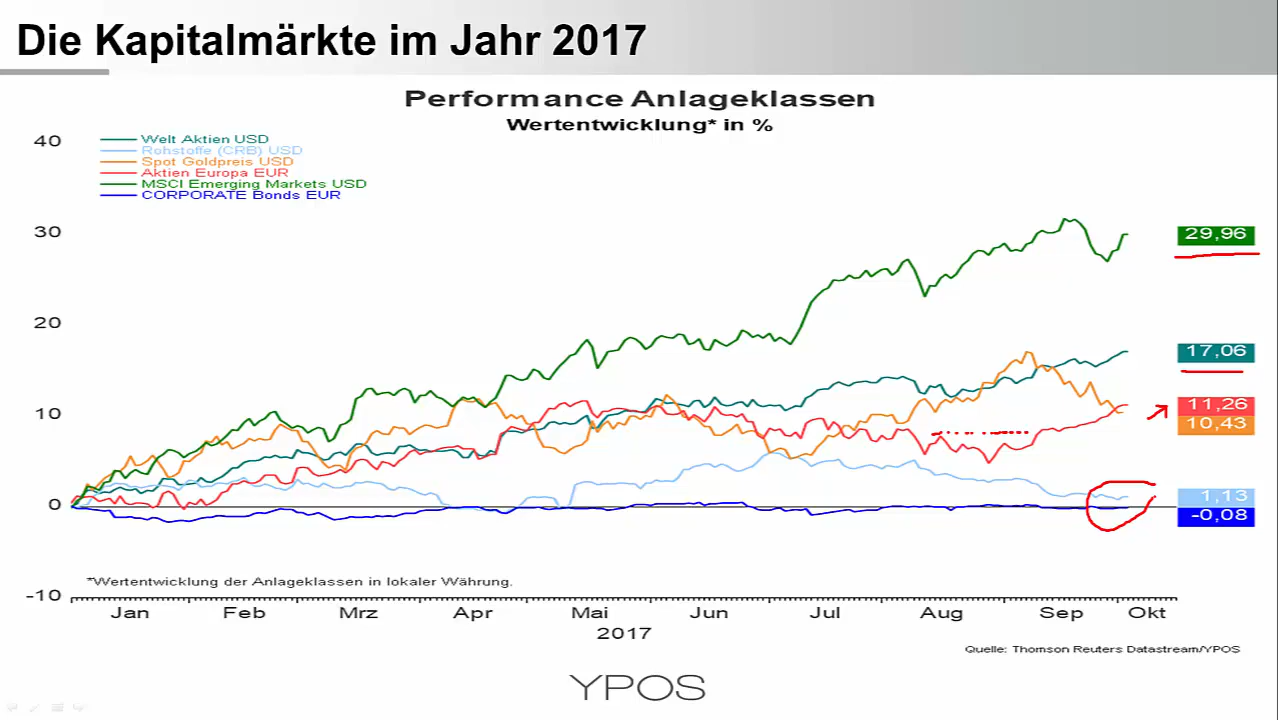 Die Kapitalmärkte im Jahr 2017
Performance Anlageklassen
Wertentwicklung* in %
40
30
20
10
0
-10
Welt Aktien USD
Rohstoffe (CRB) USD
Spot Goldpreis USD
Aktien Europa EUR
MSCI Emerging Markets USD
CORPORATE Bonds EUR
29,96
17,06
11,26
10,43
1,13
-0,08
*Wertentwicklung der Anlageklassen in lokaler Währung.
Jan Feb Mrz Apr Mai Jun Jul Aug Sep Okt
2017
Quelle: Thomson Reuters Datastream/YPOS
YPOS